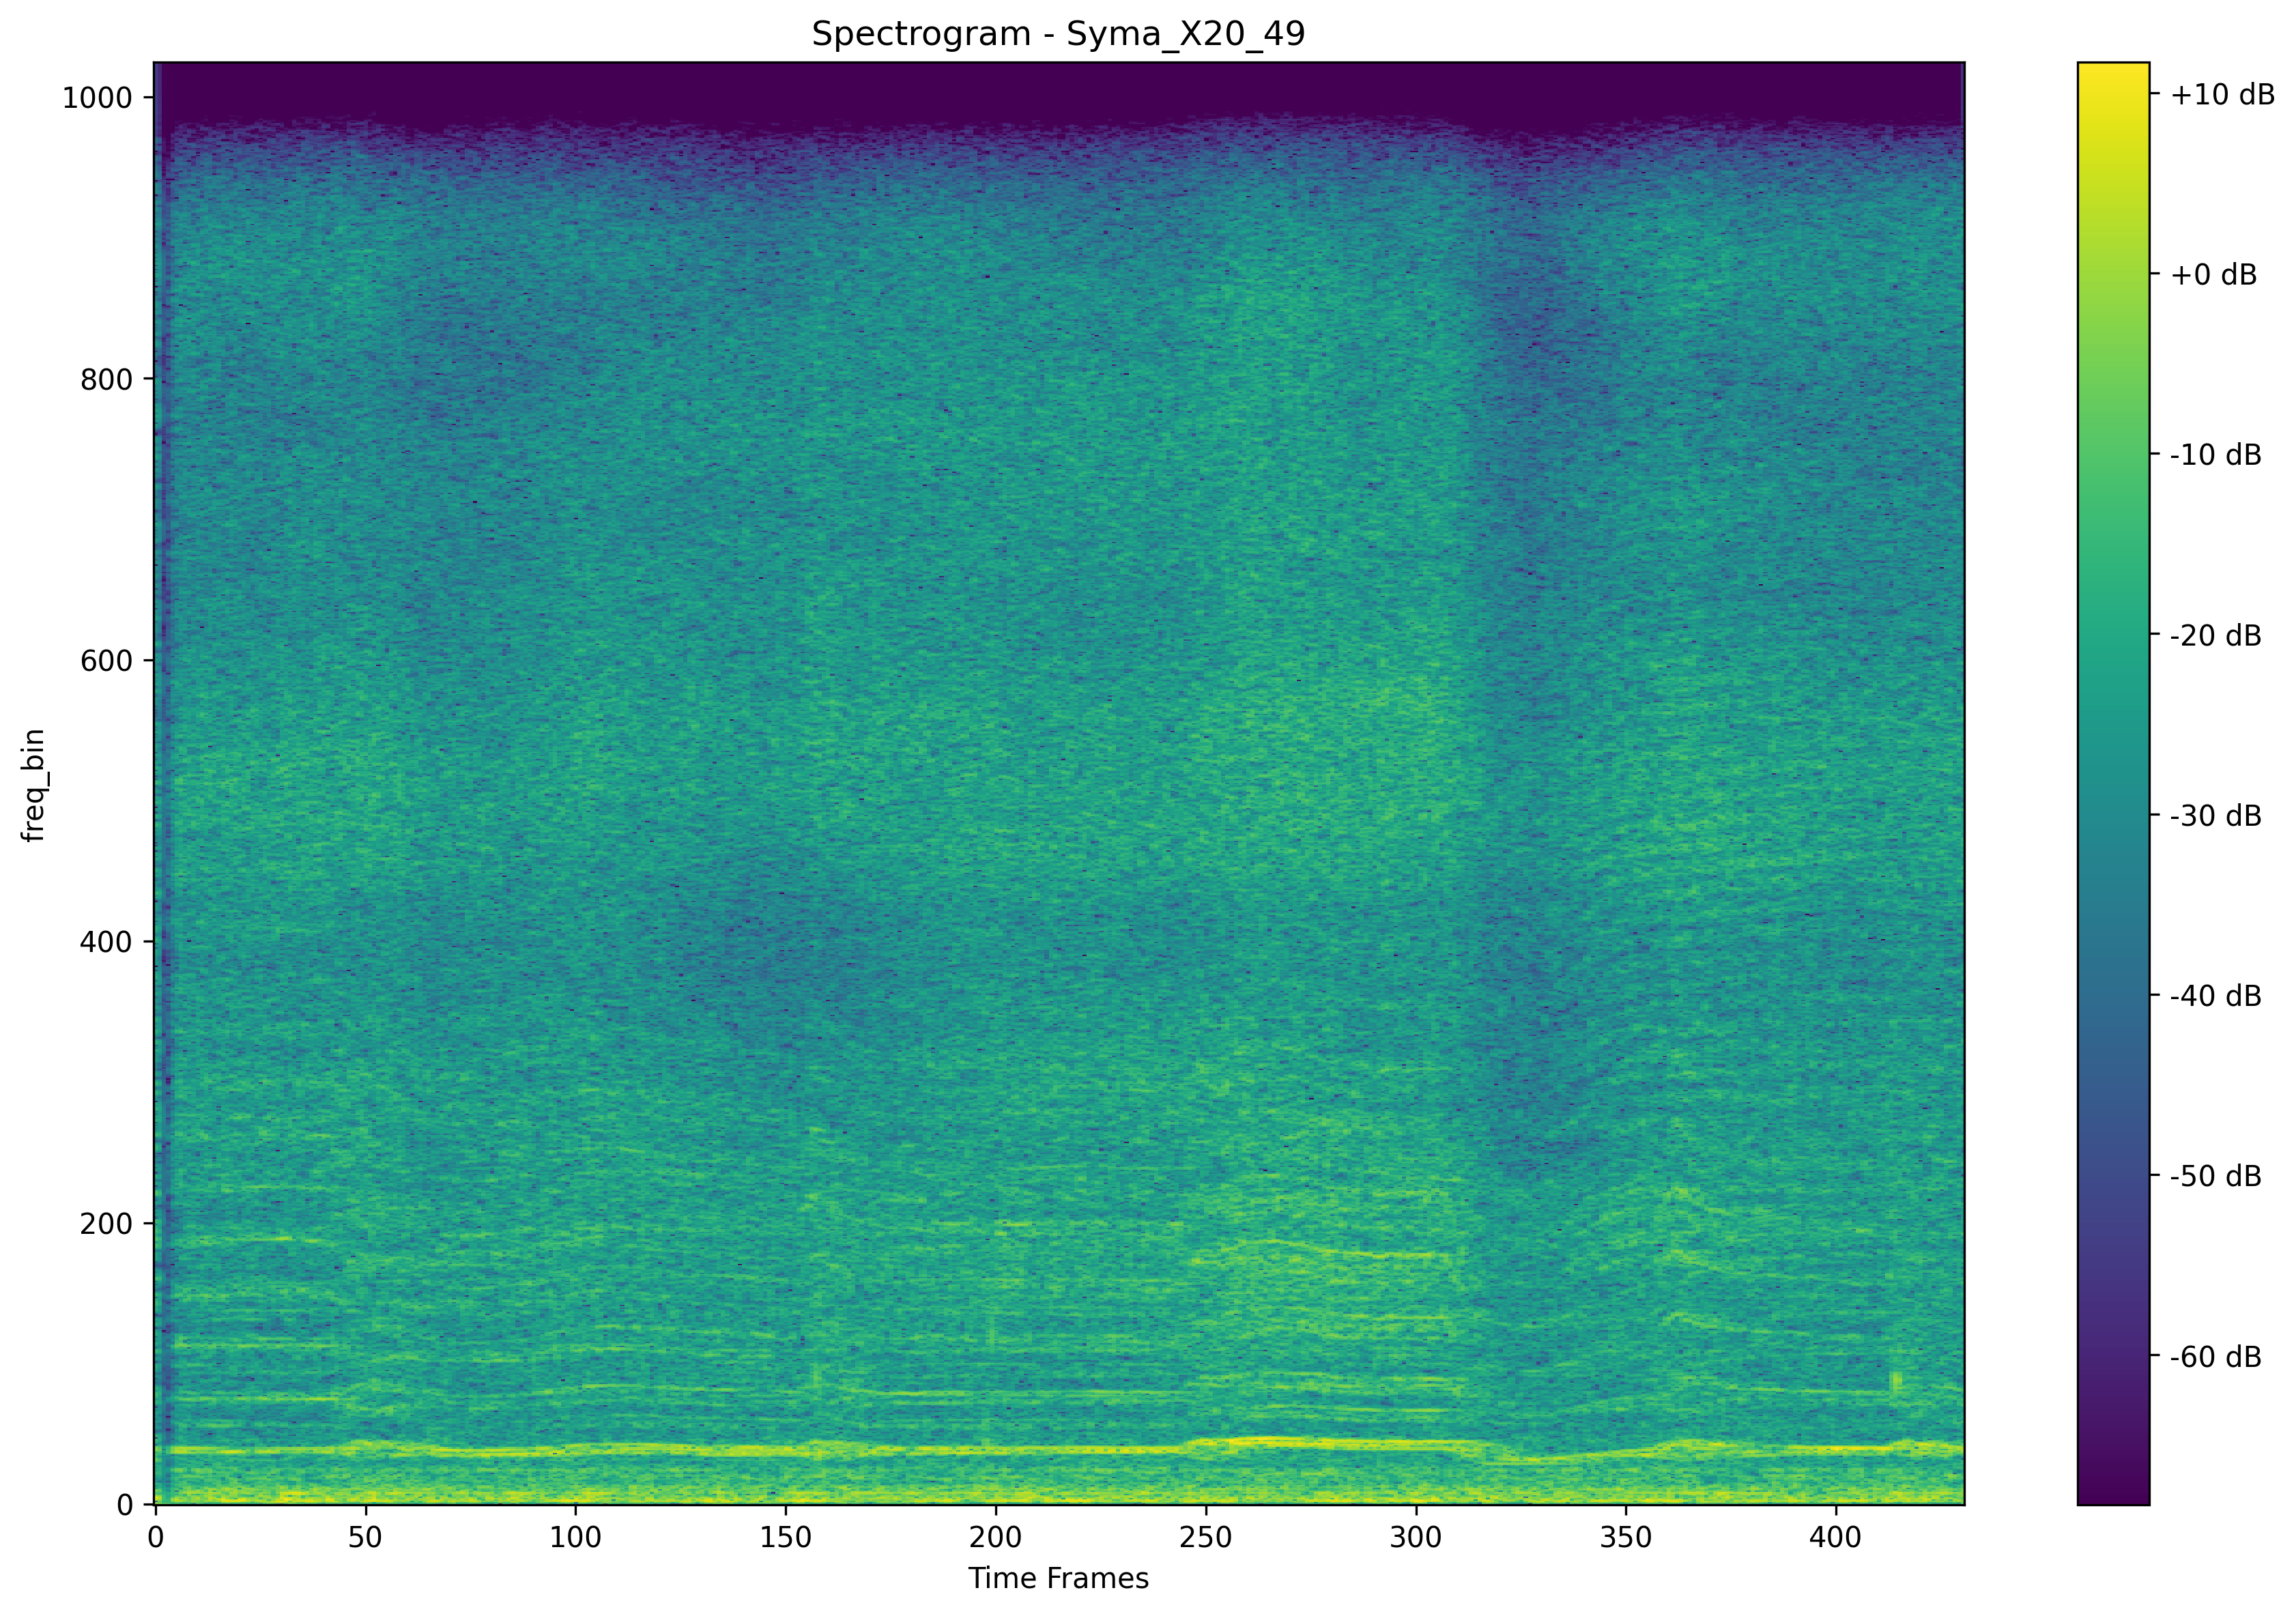 Spectrogram - Syma_X20_49
1000
800
600
400
200
0
freq_bin
0 50 100 150 200 250 300 350 400
Time Frames
+10 dB
+0 dB
-10 dB
-20 dB
-30 dB
-40 dB
-50 dB
-60 dB